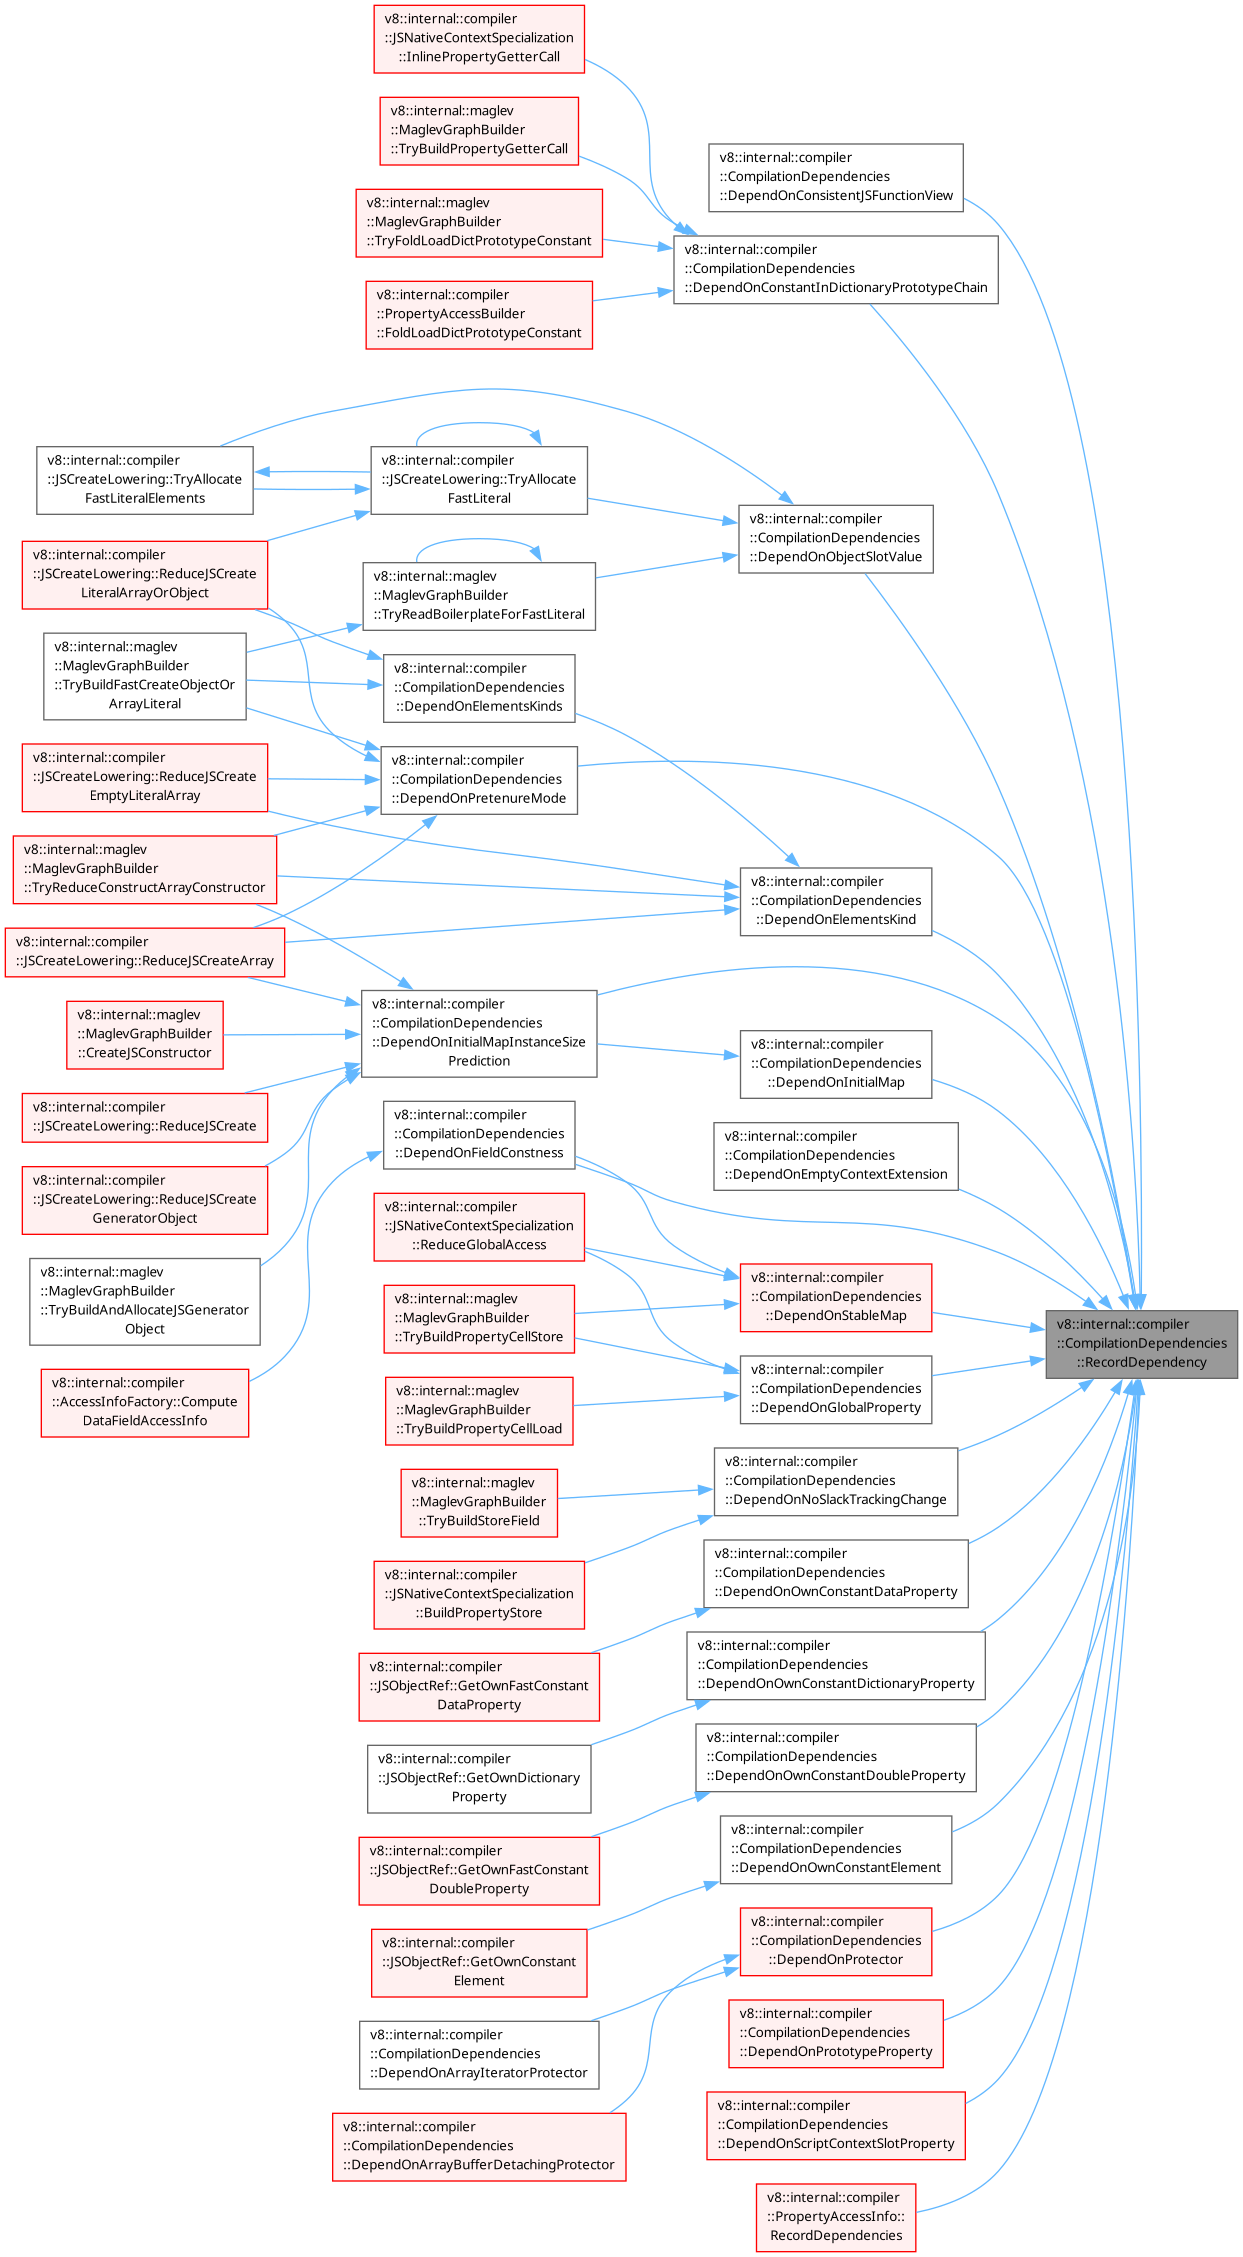 v8::internal::compiler
::JSNativeContextSpecialization
::InlinePropertyGetterCall
v8::internal::maglev
::MaglevGraphBuilder
::TryBuildPropertyGetterCall
v8::internal::compiler
::CompilationDependencies
::DependOnConsistentJSFunctionView
v8::internal::maglev
::MaglevGraphBuilder
::TryFoldLoadDictPrototypeConstant
v8::internal::compiler
::CompilationDependencies
::DependOnConstantInDictionaryPrototypeChain
v8::internal::compiler
::PropertyAccessBuilder
::FoldLoadDictPrototypeConstant
v8::internal::compiler
::JSCreateLowering::TryAllocate
FastLiteralElements
v8::internal::compiler
::JSCreateLowering::TryAllocate
FastLiteral
v8::internal::compiler
::CompilationDependencies
::DependOnObjectSlotValue
v8::internal::compiler
::JSCreateLowering::ReduceJSCreate
LiteralArrayOrObject
v8::internal::maglev
::MaglevGraphBuilder
::TryReadBoilerplateForFastLiteral
v8::internal::maglev
::MaglevGraphBuilder
::TryBuildFastCreateObjectOr
ArrayLiteral
v8::internal::compiler
::CompilationDependencies
::DependOnElementsKinds
v8::internal::compiler
::JSCreateLowering::ReduceJSCreate
EmptyLiteralArray
v8::internal::compiler
::CompilationDependencies
::DependOnPretenureMode
v8::internal::maglev
::MaglevGraphBuilder
::TryReduceConstructArrayConstructor
v8::internal::compiler
::CompilationDependencies
::DependOnElementsKind
v8::internal::compiler
::JSCreateLowering::ReduceJSCreateArray
v8::internal::maglev
::MaglevGraphBuilder
::CreateJSConstructor
v8::internal::compiler
::CompilationDependencies
::DependOnInitialMapInstanceSize
Prediction
v8::internal::compiler
::CompilationDependencies
::DependOnInitialMap
v8::internal::compiler
::JSCreateLowering::ReduceJSCreate
v8::internal::compiler
::CompilationDependencies
::DependOnFieldConstness
v8::internal::compiler
::CompilationDependencies
::DependOnEmptyContextExtension
v8::internal::compiler
::JSCreateLowering::ReduceJSCreate
GeneratorObject
v8::internal::compiler
::JSNativeContextSpecialization
::ReduceGlobalAccess
v8::internal::maglev
::MaglevGraphBuilder
::TryBuildAndAllocateJSGenerator
Object
v8::internal::maglev
::MaglevGraphBuilder
::TryBuildPropertyCellStore
v8::internal::compiler
::CompilationDependencies
::DependOnStableMap
v8::internal::compiler
::CompilationDependencies
::RecordDependency
v8::internal::compiler
::AccessInfoFactory::Compute
DataFieldAccessInfo
v8::internal::maglev
::MaglevGraphBuilder
::TryBuildPropertyCellLoad
v8::internal::compiler
::CompilationDependencies
::DependOnGlobalProperty
v8::internal::maglev
::MaglevGraphBuilder
::TryBuildStoreField
v8::internal::compiler
::CompilationDependencies
::DependOnNoSlackTrackingChange
v8::internal::compiler
::JSNativeContextSpecialization
::BuildPropertyStore
v8::internal::compiler
::CompilationDependencies
::DependOnOwnConstantDataProperty
v8::internal::compiler
::JSObjectRef::GetOwnFastConstant
DataProperty
v8::internal::compiler
::CompilationDependencies
::DependOnOwnConstantDictionaryProperty
v8::internal::compiler
::JSObjectRef::GetOwnDictionary
Property
v8::internal::compiler
::CompilationDependencies
::DependOnOwnConstantDoubleProperty
v8::internal::compiler
::JSObjectRef::GetOwnFastConstant
DoubleProperty
v8::internal::compiler
::CompilationDependencies
::DependOnOwnConstantElement
v8::internal::compiler
::JSObjectRef::GetOwnConstant
Element
v8::internal::compiler
::CompilationDependencies
::DependOnProtector
v8::internal::compiler
::CompilationDependencies
::DependOnArrayIteratorProtector
v8::internal::compiler
::CompilationDependencies
::DependOnPrototypeProperty
v8::internal::compiler
::CompilationDependencies
::DependOnArrayBufferDetachingProtector
v8::internal::compiler
::CompilationDependencies
::DependOnScriptContextSlotProperty
v8::internal::compiler
::PropertyAccessInfo::
RecordDependencies